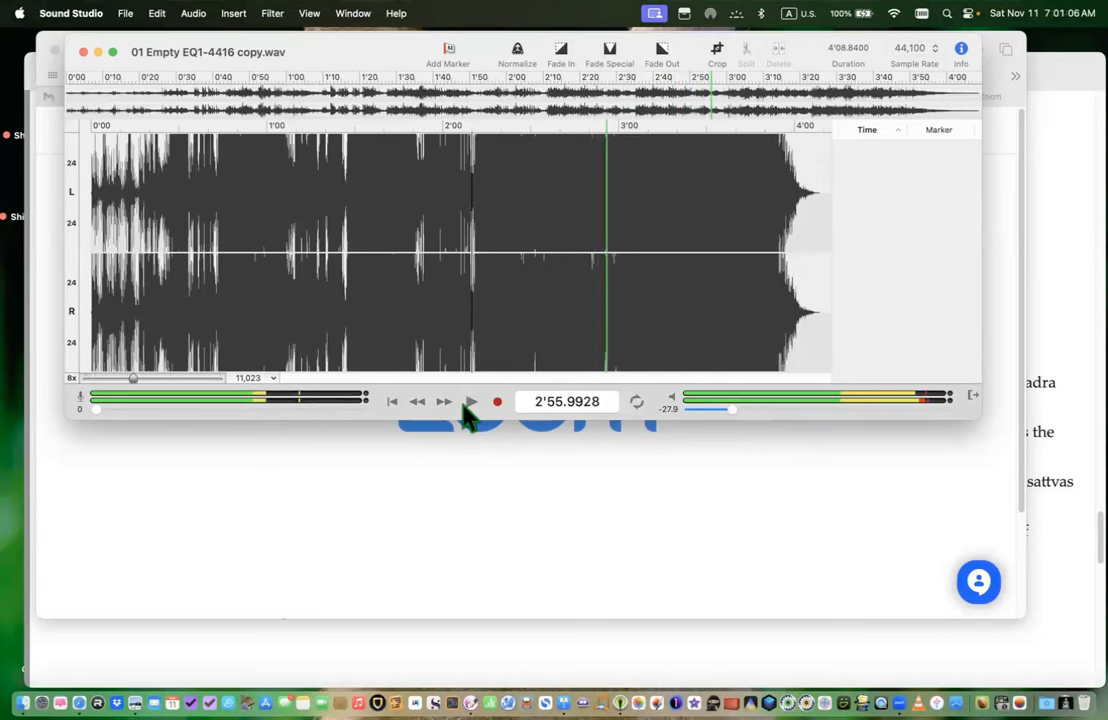 Sound Studio File Edit Audio Insert Filter View Window Help A U.S. 100% Sat Nov 11 7:01:06 AM
01 Empty EQ1-4416 copy.wav
4'08.8400 44,100
Add Marker Normalize Fade In Fade Special Fade Out Crop Split Delete Duration Sample Rate Info
0'00 0'10 0'20 0'30 0'40 0'50 1'00 1'10 1'20 1'30 1'40 1'50 2'00 2'10 2'20 2'30 2'40 2'50 3'00 3'10 3'20 3'30 3'40 3'50 4'00
Zoom
0'00 1'00 2'00 3'00 4'00
Time Marker
Sh
24
L
Shi
24
24
R
24
8x 11,023
adra
2'55.9928
0 -27.9
s the
sattvas